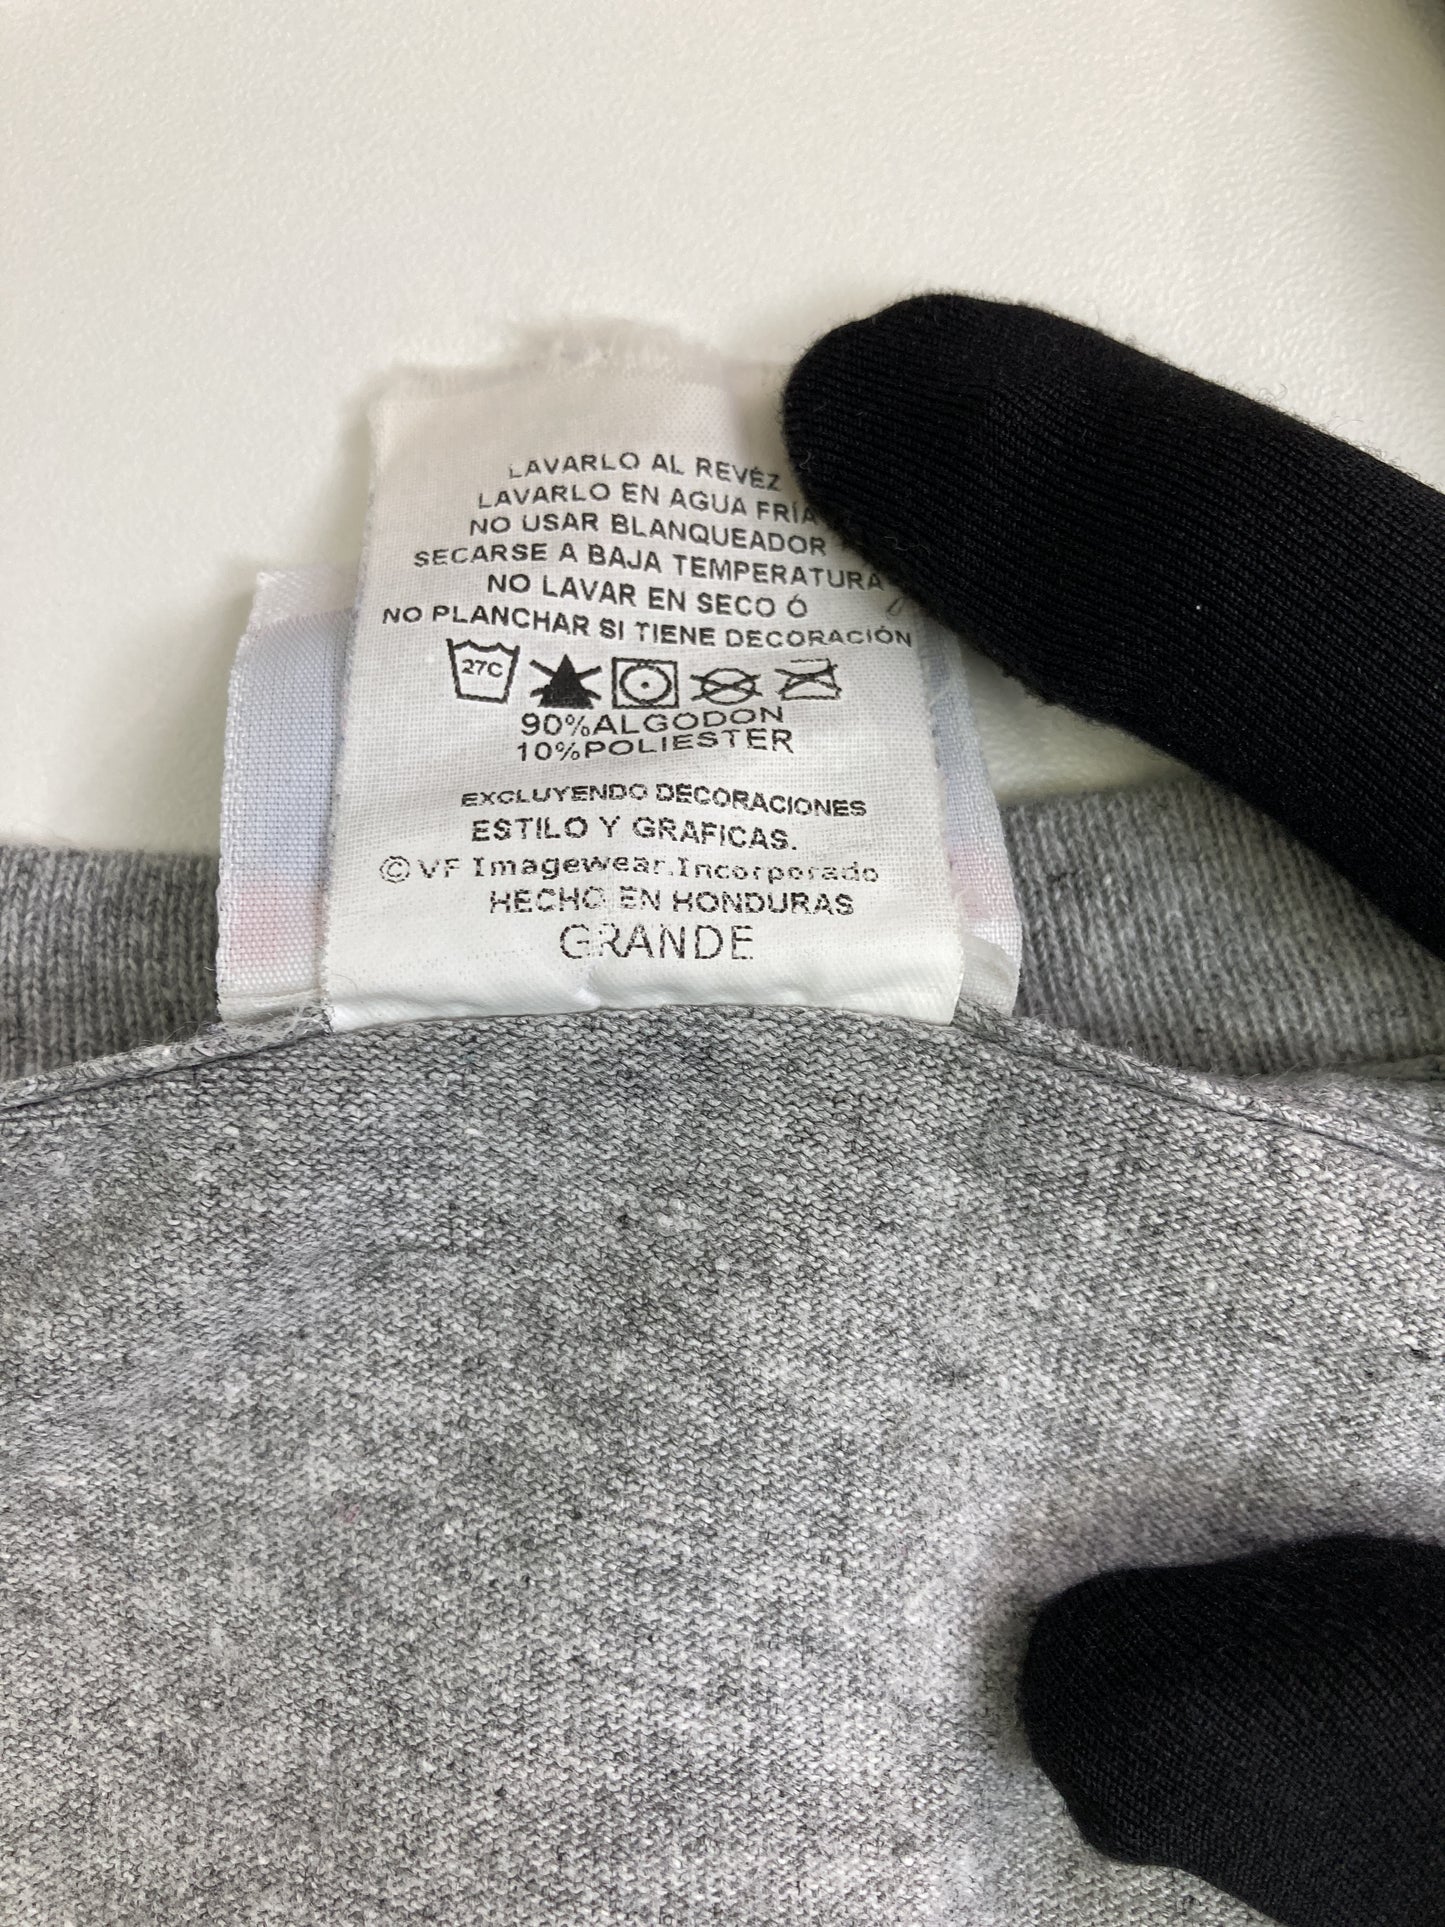 LAVARLO AL REVÉZ
LAVARLO EN AGUA FRÍA
NO USAR BLANQUEADOR
SECARSE A BAJA TEMPERATURA
NO LAVAR EN SECO Ó
NO PLANCHAR SI TIENE DECORACIÓN
27C
90%ALGODON
10%POLIESTER
EXCLUYENDO DECORACIONES
ESTILO Y GRAFICAS.
© VF Imagewear.Incorporado
HECHO EN HONDURAS
GRANDE